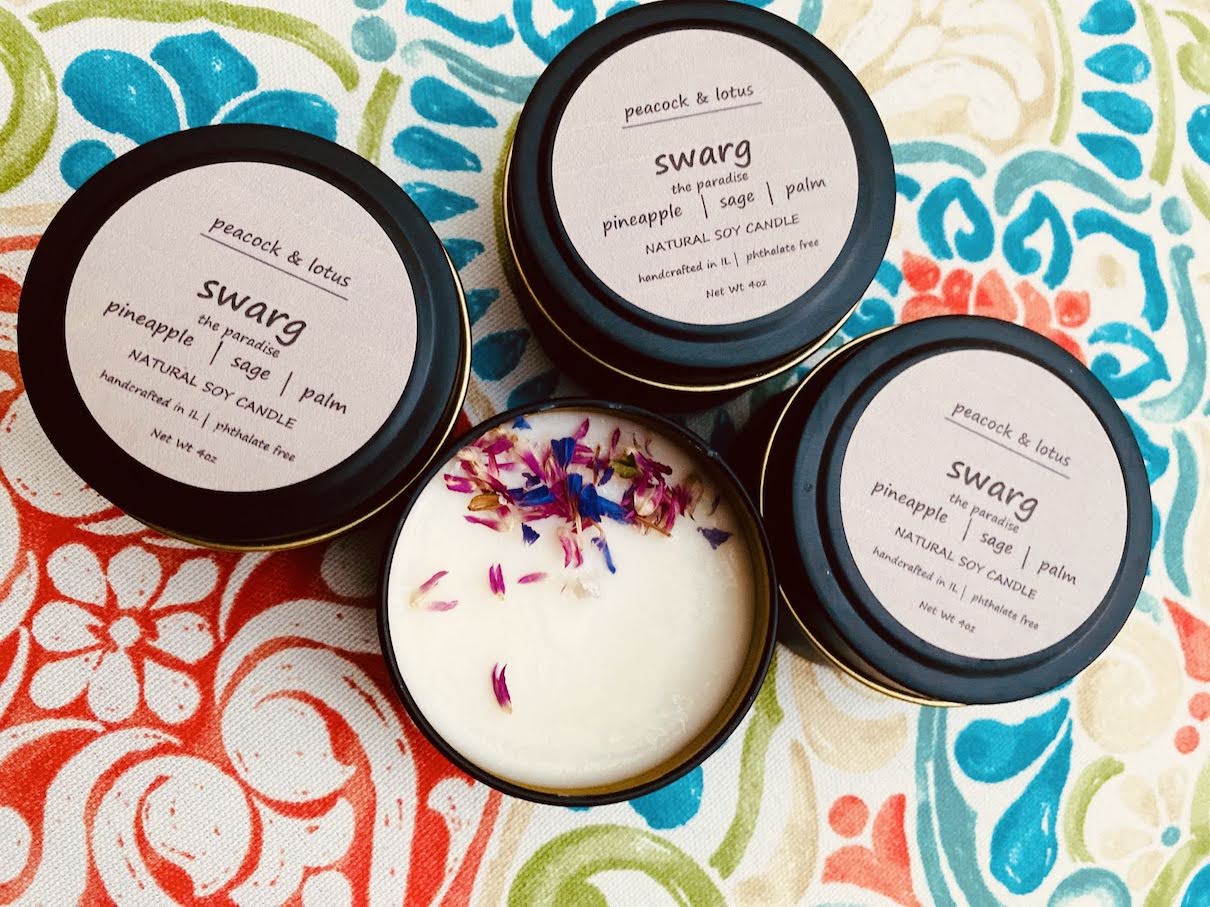 peacock & lotus
swarg
the paradise
pineapple | sage | palm
NATURAL SOY CANDLE
handcrafted in IL | phthalate free
Net Wt 4oz
peacock & lotus
swarg
the paradise
pineapple | sage | palm
NATURAL SOY CANDLE
handcrafted in IL | phthalate free
Net Wt 4oz
peacock & lotus
swarg
the paradise
pineapple | sage | palm
NATURAL SOY CANDLE
handcrafted in IL | phthalate free
Net Wt 4oz